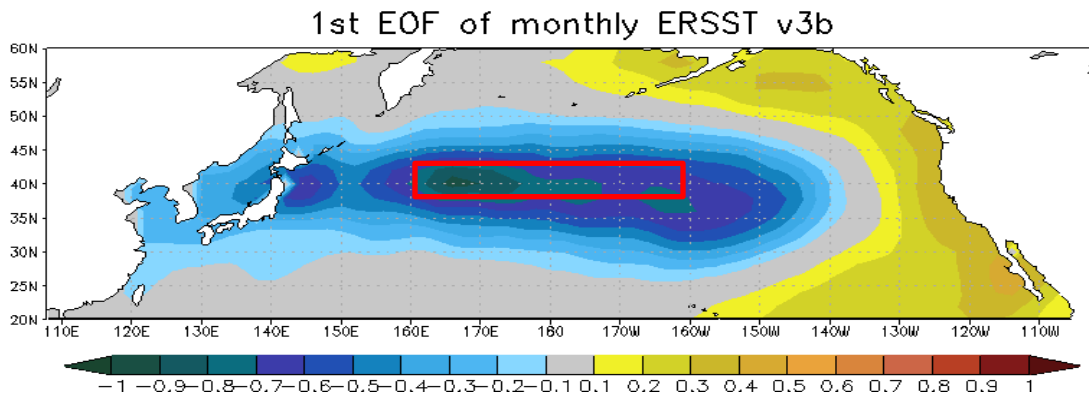 1st EOF of monthly ERSST v3b
60N
55N
50N
45N
40N
35N
30N
25N
20N
110E 120E 130E 140E 150E 160E 170E 180 170W 160W 150W 140W 130W 120W 110W
-1 -0.9 -0.8 -0.7 -0.6 -0.5 -0.4 -0.3 -0.2 -0.1 0.1 0.2 0.3 0.4 0.5 0.6 0.7 0.8 0.9 1